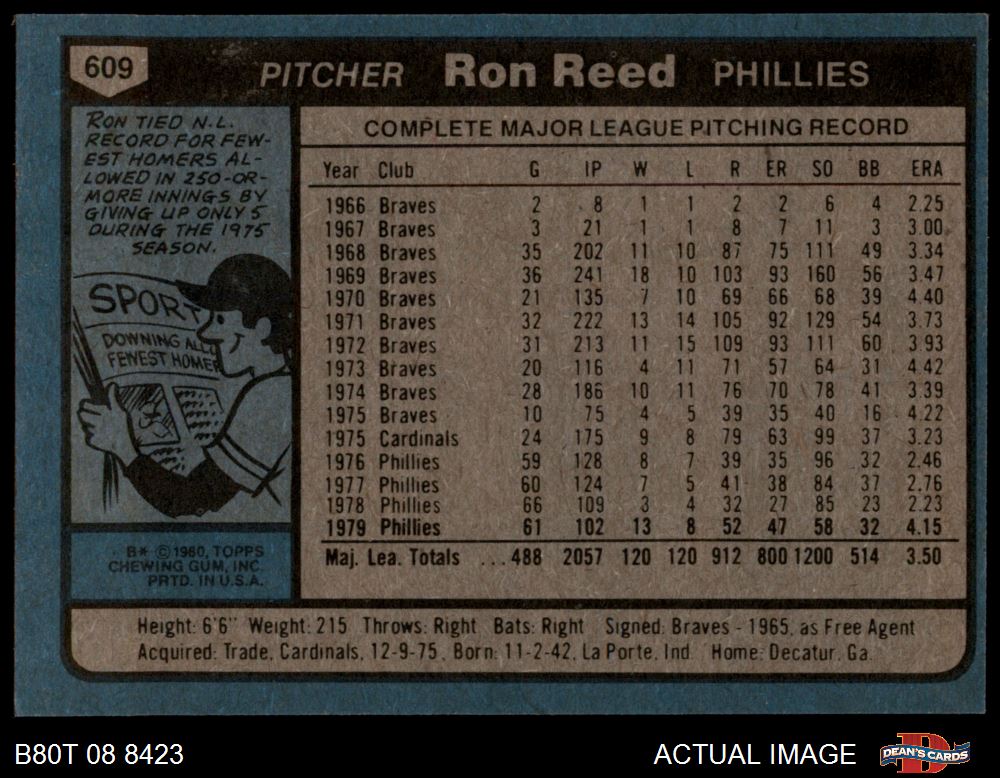 609 PITCHER Ron Reed PHILLIES
RON TIED N.L.
RECORD FOR FEW-
EST HOMERS AL-
LOWED IN 250-OR-
MORE INNINGS BY
GIVING UP ONLY 5
DURING THE 1975
SEASON.
SPORT
DOWNING ALL
FEWEST HOMER
B* © 1980, TOPPS
CHEWING GUM, INC.
PRTD. IN U.S.A.
COMPLETE MAJOR LEAGUE PITCHING RECORD
Year Club G IP W L R ER SO BB ERA
1966 Braves 2 8 1 1 2 2 6 4 2.25
1967 Braves 3 21 1 1 8 7 11 3 3.00
1968 Braves 35 202 11 10 87 75 111 49 3.34
1969 Braves 36 241 18 10 103 93 160 56 3.47
1970 Braves 21 135 7 10 69 66 68 39 4.40
1971 Braves 32 222 13 14 105 92 129 54 3.73
1972 Braves 31 213 11 15 109 93 111 60 3.93
1973 Braves 20 116 4 11 71 57 64 31 4.42
1974 Braves 28 186 10 11 76 70 78 41 3.39
1975 Braves 10 75 4 5 39 35 40 16 4.22
1975 Cardinals 24 175 9 8 79 63 99 37 3.23
1976 Phillies 59 128 8 7 39 35 96 32 2.46
1977 Phillies 60 124 7 5 41 38 84 37 2.76
1978 Phillies 66 109 3 4 32 27 85 23 2.23
1979 Phillies 61 102 13 8 52 47 58 32 4.15
Maj. Lea. Totals ...488 2057 120 120 912 800 1200 514 3.50
Height: 6'6" Weight: 215 Throws: Right Bats: Right Signed: Braves - 1965, as Free Agent
Acquired: Trade, Cardinals, 12-9-75, Born: 11-2-42, La Porte, Ind Home: Decatur, Ga.
B80T 08 8423 ACTUAL IMAGE DEAN'S CARDS